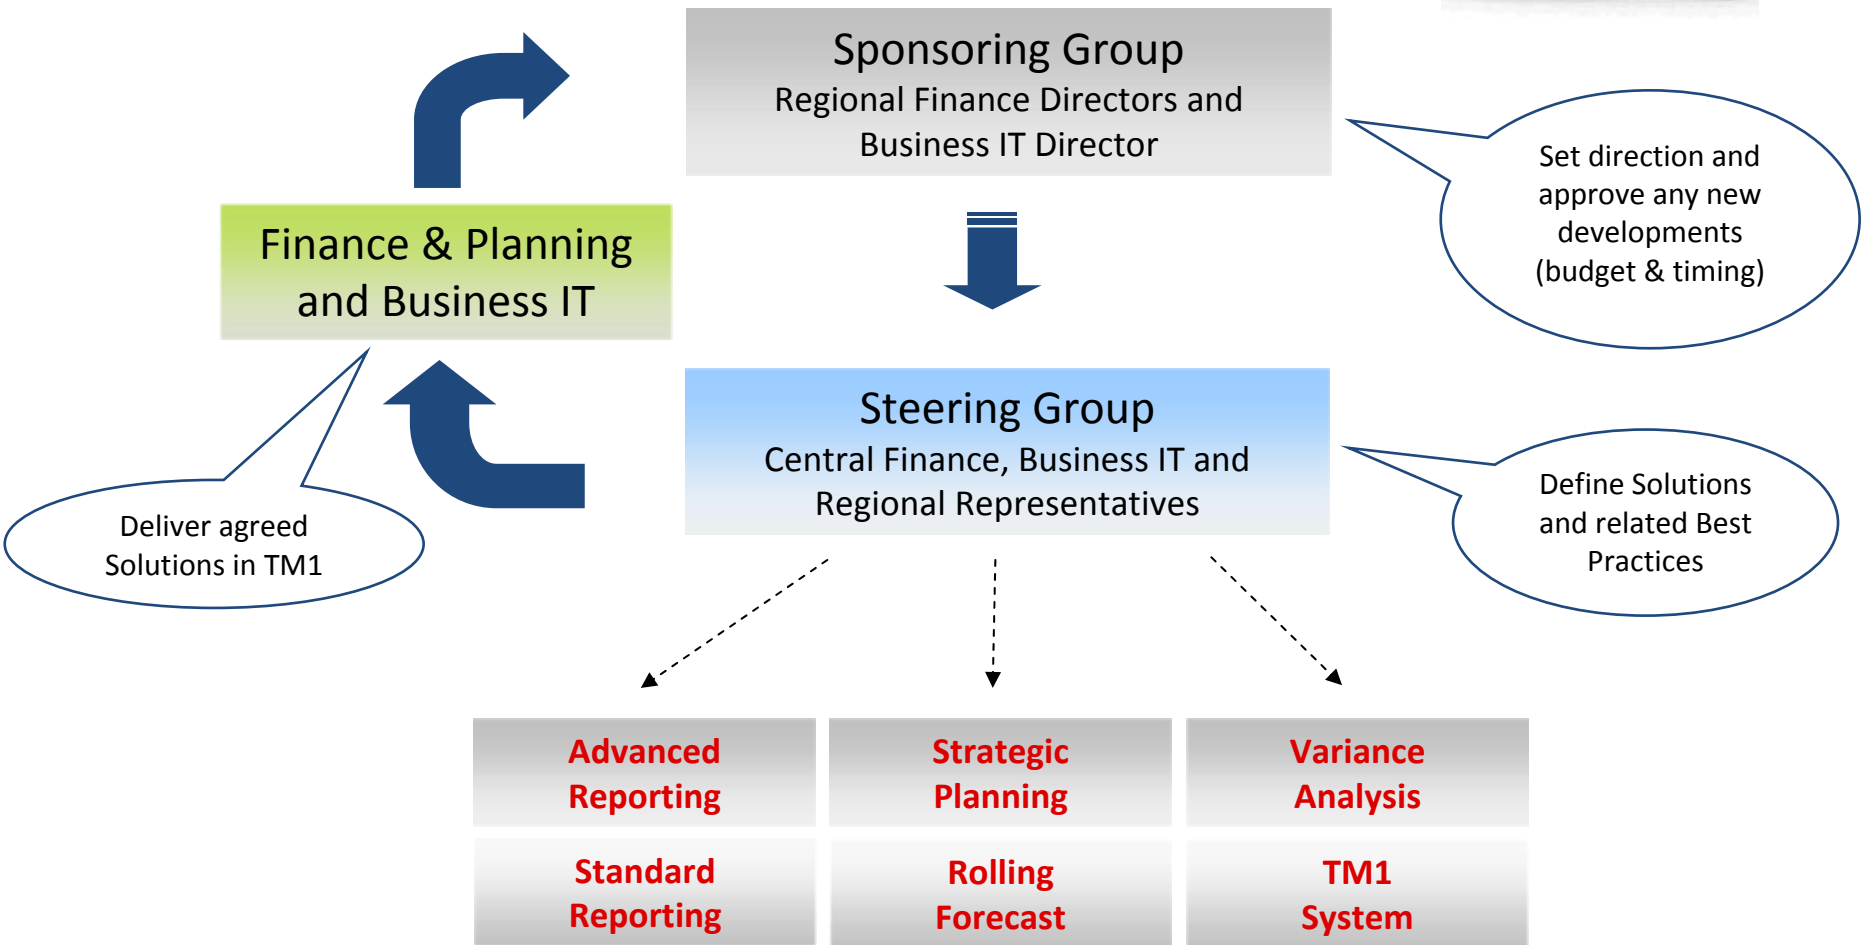 Sponsoring Group
Regional Finance Directors and
Business IT Director
Set direction and
approve any new
developments
(budget & timing)
Finance & Planning
and Business IT
Steering Group
Central Finance, Business IT and
Regional Representatives
Define Solutions
and related Best
Practices
Deliver agreed
Solutions in TM1
Advanced
Reporting
Strategic
Planning
Variance
Analysis
Standard
Reporting
Rolling
Forecast
TM1
System